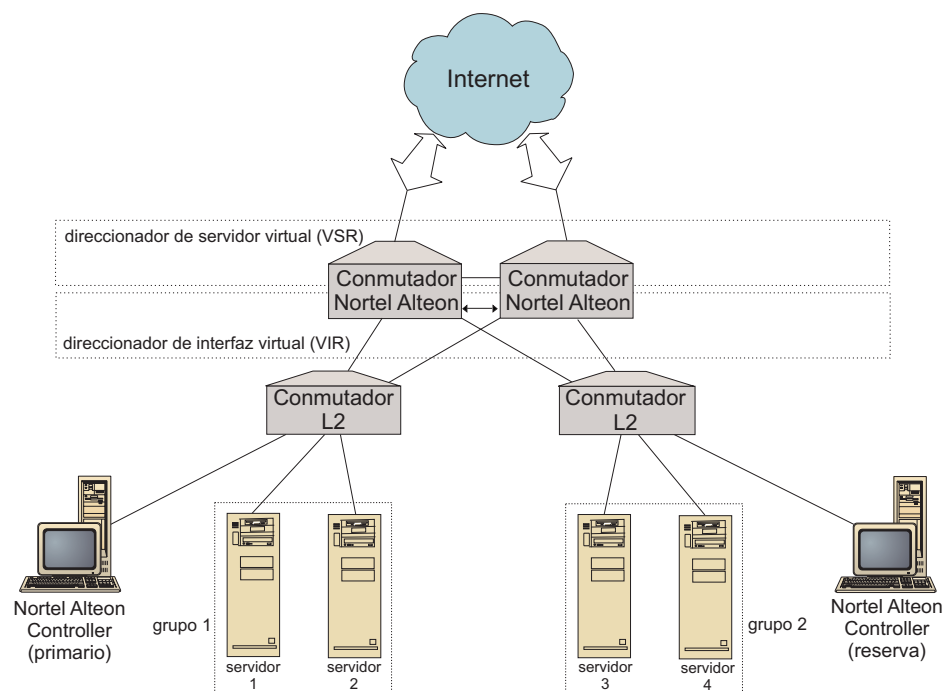 Internet
direccionador de servidor virtual (VSR)
Conmutador
Nortel Alteon
Conmutador
Nortel Alteon
direccionador de interfaz virtual (VIR)
Conmutador
L2
Conmutador
L2
Nortel Alteon
Controller
(primario)
grupo 1
servidor
1
servidor
2
servidor
3
servidor
4
grupo 2
Nortel Alteon
Controller
(reserva)